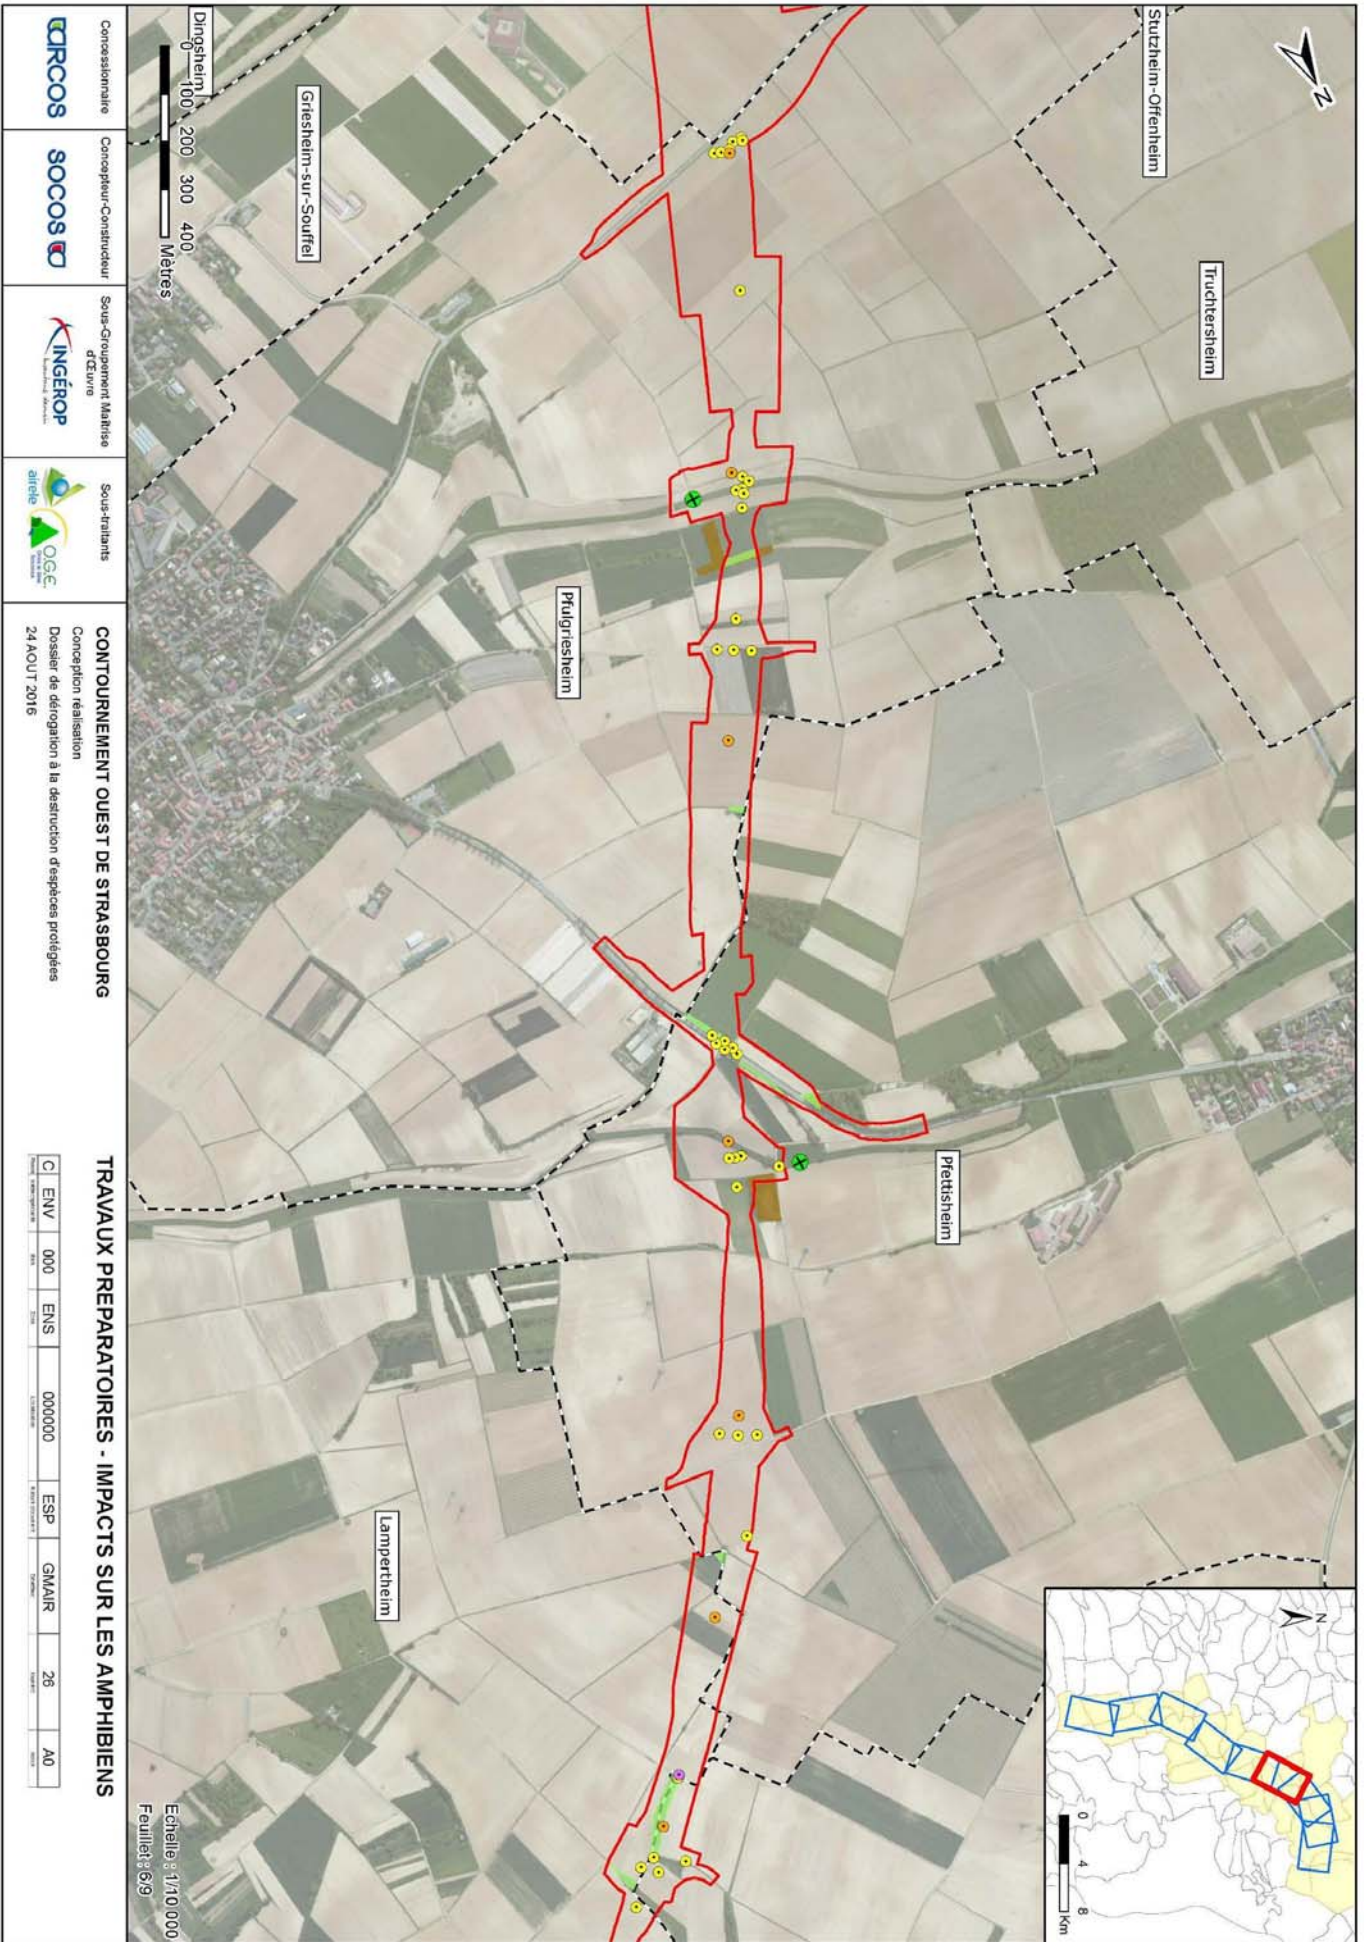 Stutzheim-Offenheim
Truchtersheim
Dingsheim
Griesheim-sur-Souffel
Pfulgriesheim
Pfettisheim
Lampertheim
N
0 100 200 300 400
Mètres
N
0 4 8
Km
Echelle : 1/10 000
Feuillet : 6/9
Concessionnaire
ARCOS
Concepteur-Constructeur
SOCOS
Sous-Groupement Maîtrise
d'Œuvre
INGÉROP
Sous-traitants
airele
O.G.E.
CONTOURNEMENT OUEST DE STRASBOURG
Conception réalisation
Dossier de dérogation à la destruction d'espèces protégées
24 AOUT 2016
TRAVAUX PREPARATOIRES - IMPACTS SUR LES AMPHIBIENS
C ENV 000 ENS 000000 ESP GMAIR 26 A0